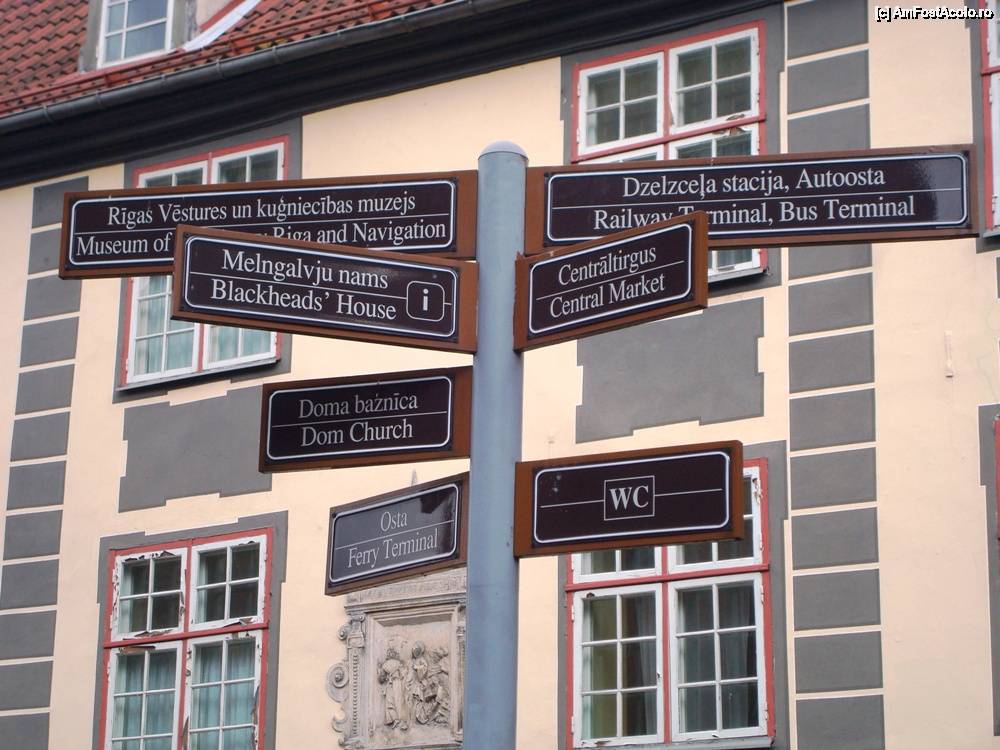 [c] AmFostAcolo.ro
Rīgas Vēstures un kuģniecības muzejs
Museum of Riga and Navigation
Dzelzceļa stacija, Autoosta
Railway Terminal, Bus Terminal
Melngalvju nams
Blackheads' House
i
Centrāltirgus
Central Market
Doma baznīca
Dom Church
WC
Osta
Ferry Terminal